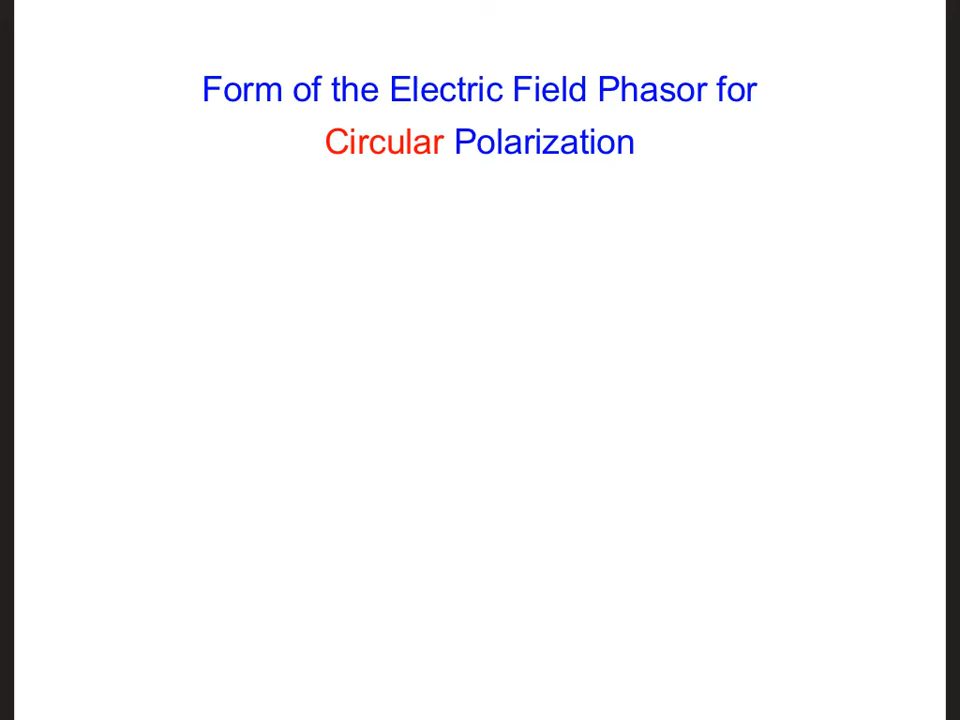 Form of the Electric Field Phasor for
Circular Polarization